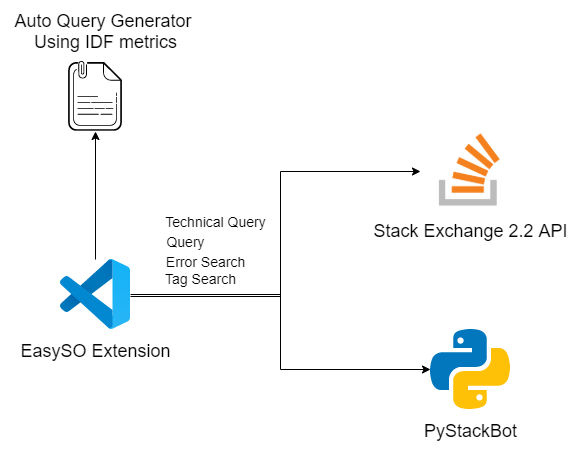 Auto Query Generator
Using IDF metrics
Technical Query
Query
Error Search
Tag Search
Stack Exchange 2.2 API
EasySO Extension
PyStackBot